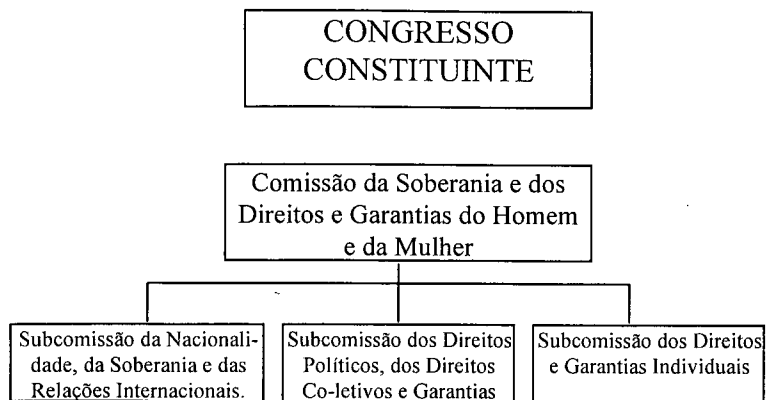 CONGRESSO
CONSTITUINTE
Comissão da Soberania e dos
Direitos e Garantias do Homem
e da Mulher
Subcomissão da Nacionali-
dade, da Soberania e das
Relações Internacionais.
Subcomissão dos Direitos
Políticos, dos Direitos
Co-letivos e Garantias
Subcomissão dos Direitos
e Garantias Individuais